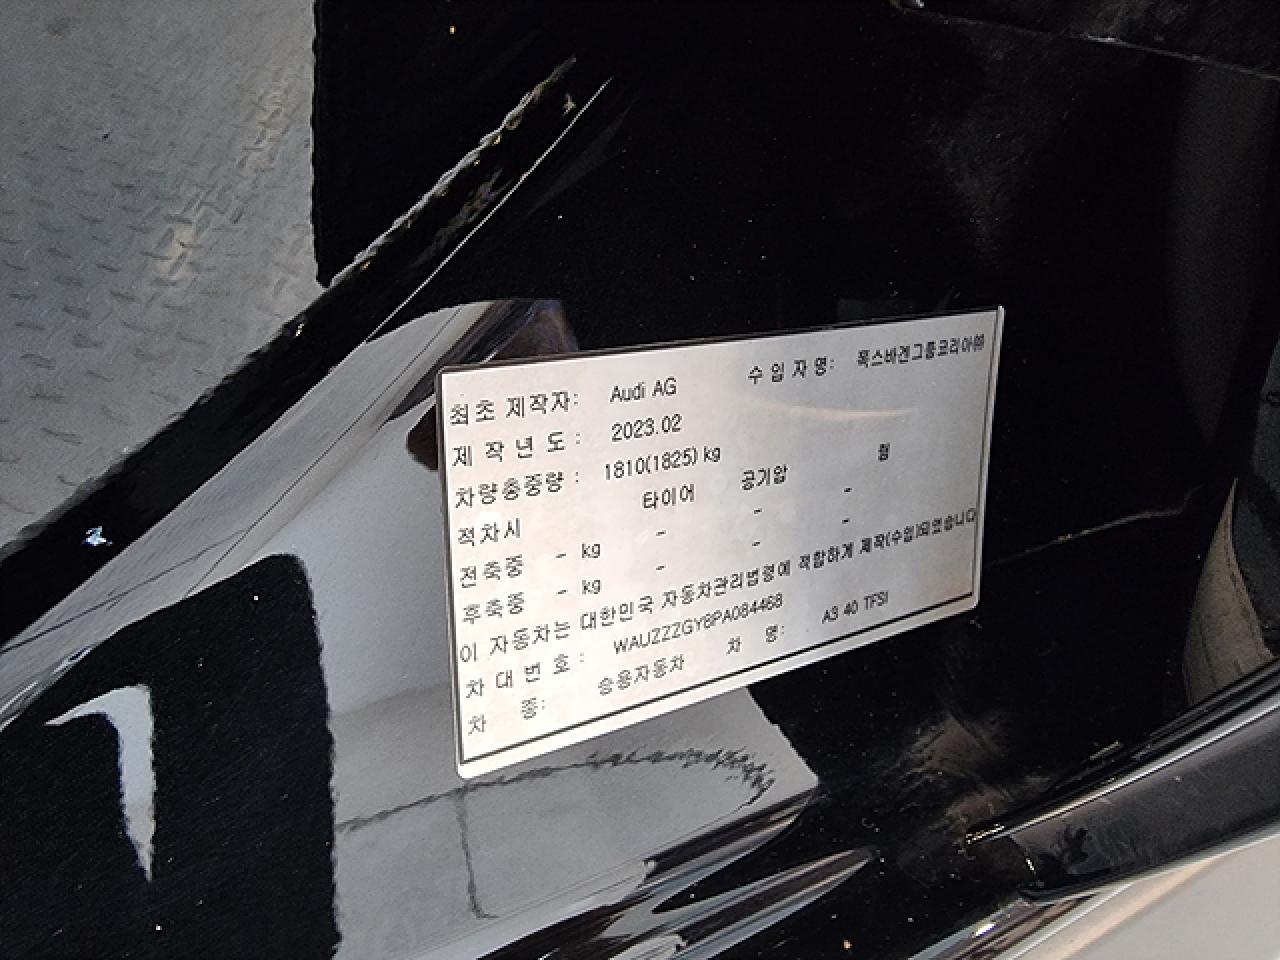 최초 제작자: Audi AG 수 입 자 명: 폭스바겐그룹코리아㈜
제 작 년 도 : 2023.02
차량총중량 : 1810(1825) kg
적차시 타이어 공기압 림
전축중 - kg - - -
후축중 - kg - - -
이 자동차는 대한민국 자동차관리법령에 적합하게 제작(수입)되었습니다
차 대 번 호 : WAUZZZGY8PA084468
차 종: 승용자동차 차 명: A3 40 TFSI